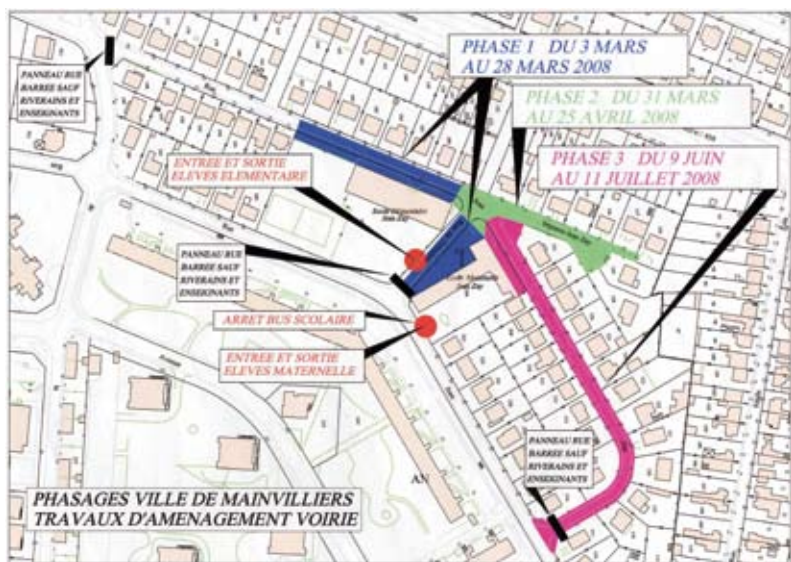 PHASE 1 DU 3 MARS
AU 28 MARS 2008
PHASE 2 DU 31 MARS
AU 25 AVRIL 2008
PHASE 3 DU 9 JUIN
AU 11 JUILLET 2008
PANNEAU RUE
BARREE SAUF
RIVERAINS ET
ENSEIGNANTS
ENTREE ET SORTIE
ELEVES ELEMENTAIRE
PANNEAU RUE
BARREE SAUF
RIVERAINS ET
ENSEIGNANTS
ARRET BUS SCOLAIRE
ENTREE ET SORTIE
ELEVES MATERNELLE
PANNEAU RUE
BARREE SAUF
RIVERAINS ET
ENSEIGNANTS
AN
PHASAGES VILLE DE MAINVILLIERS
TRAVAUX D'AMENAGEMENT VOIRIE